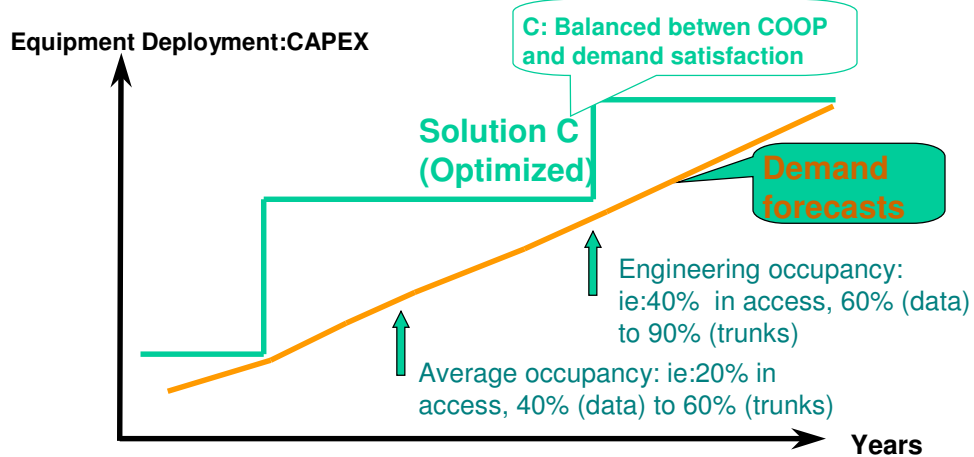 Equipment Deployment:CAPEX
C: Balanced betwen COOP
and demand satisfaction
Solution C
(Optimized)
Demand
forecasts
Engineering occupancy:
ie:40%  in access, 60% (data)
to 90% (trunks)
Average occupancy: ie:20% in
access, 40% (data) to 60% (trunks)
Years